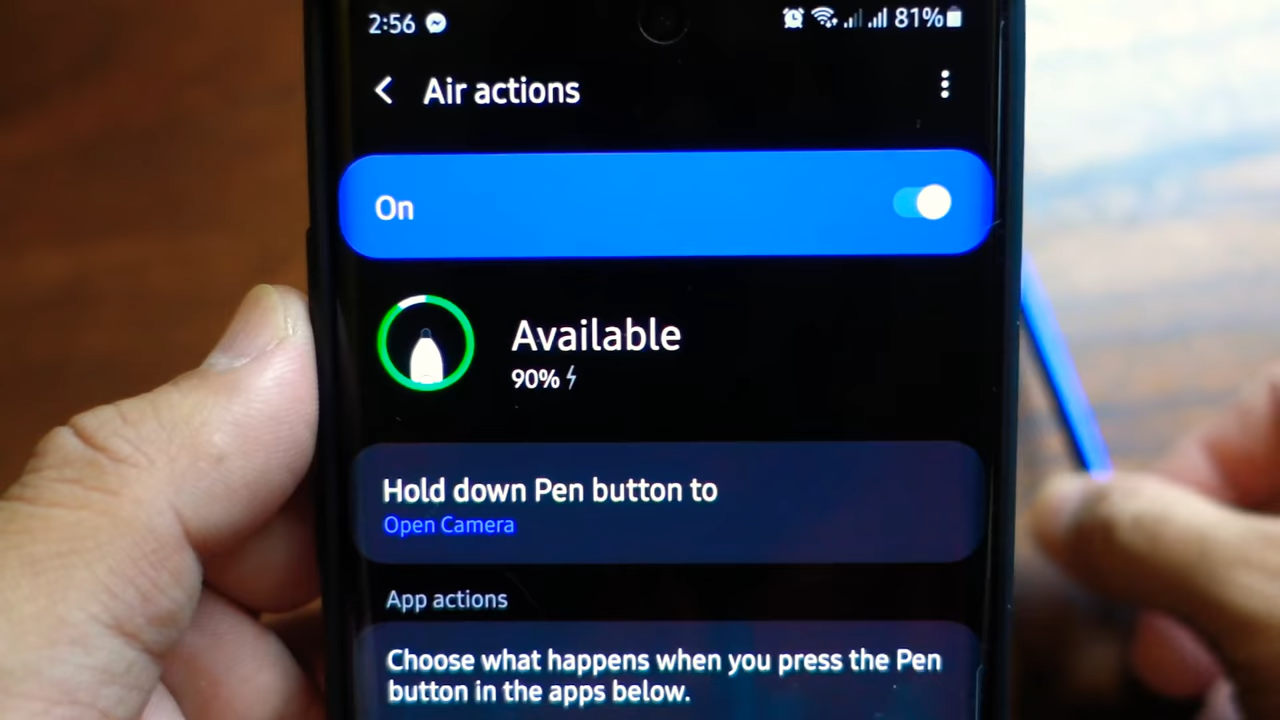 2:56 81%
Air actions
On
Available
90%
Hold down Pen button to
Open Camera
App actions
Choose what happens when you press the Pen
button in the apps below.